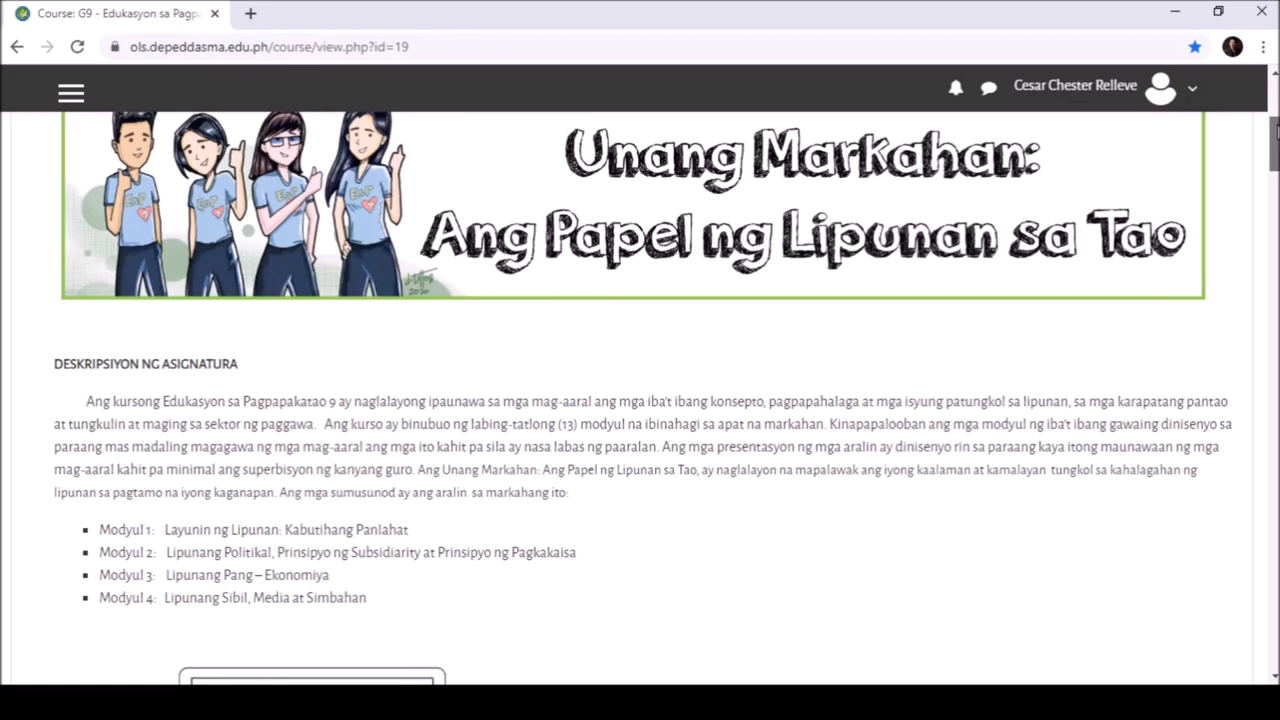 Course: G9 - Edukasyon sa Pagpa
ols.depeddasma.edu.ph/course/view.php?id=19
Cesar Chester Relleve
Unang Markahan:
Ang Papel ng Lipunan sa Tao
EsP EsP EsP EsP
2020
DESKRIPSIYON NG ASIGNATURA
Ang kursong Edukasyon sa Pagpapakatao 9 ay naglalayong ipaunawa sa mga mag-aaral ang mga iba't ibang konsepto, pagpapahalaga at mga isyung patungkol sa lipunan, sa mga karapatang pantao
at tungkulin at maging sa sektor ng paggawa. Ang kurso ay binubuo ng labing-tatlong (13) modyul na ibinahagi sa apat na markahan. Kinapapalooban ang mga modyul ng iba't ibang gawaing dinisenyo sa
paraang mas madaling magagawa ng mga mag-aaral ang mga ito kahit pa sila ay nasa labas ng paaralan. Ang mga presentasyon ng mga aralin ay dinisenyo rin sa paraang kaya itong maunawaan ng mga
mag-aaral kahit pa minimal ang superbisyon ng kanyang guro. Ang Unang Markahan: Ang Papel ng Lipunan sa Tao, ay naglalayon na mapalawak ang iyong kaalaman at kamalayan tungkol sa kahalagahan ng
lipunan sa pagtamo na iyong kaganapan. Ang mga sumusunod ay ang aralin sa markahang ito:
Modyul 1: Layunin ng Lipunan: Kabutihang Panlahat
Modyul 2: Lipunang Politikal, Prinsipyo ng Subsidiarity at Prinsipyo ng Pagkakaisa
Modyul 3: Lipunang Pang – Ekonomiya
Modyul 4: Lipunang Sibil, Media at Simbahan